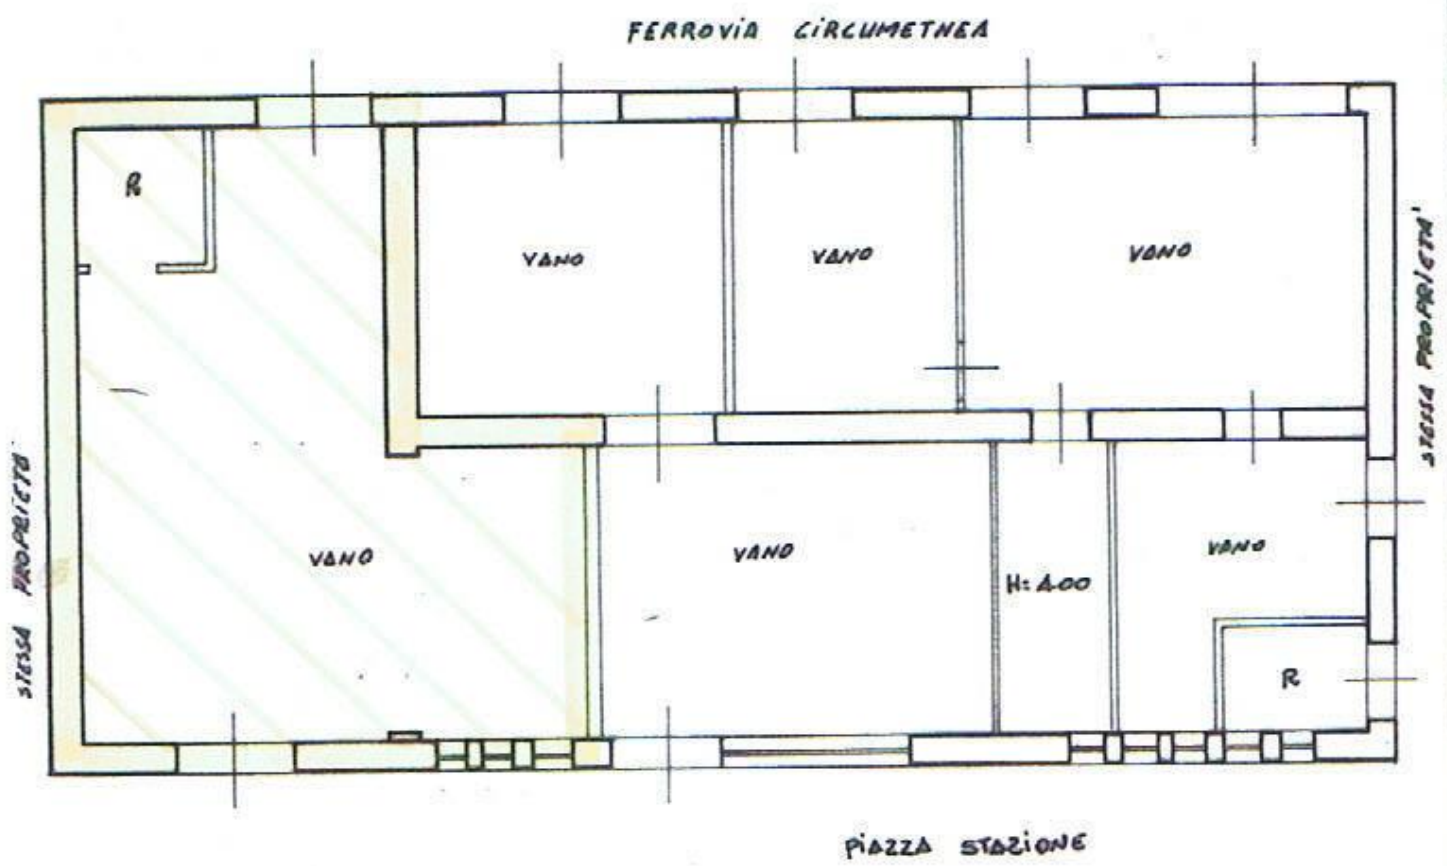 FERROVIA CIRCUMETNEA
R
VANO
VANO
VANO
STESSA PROPRIETA'
STESSA PROPRIETÀ
VANO
VANO
H: 4.00
VANO
R
PIAZZA STAZIONE